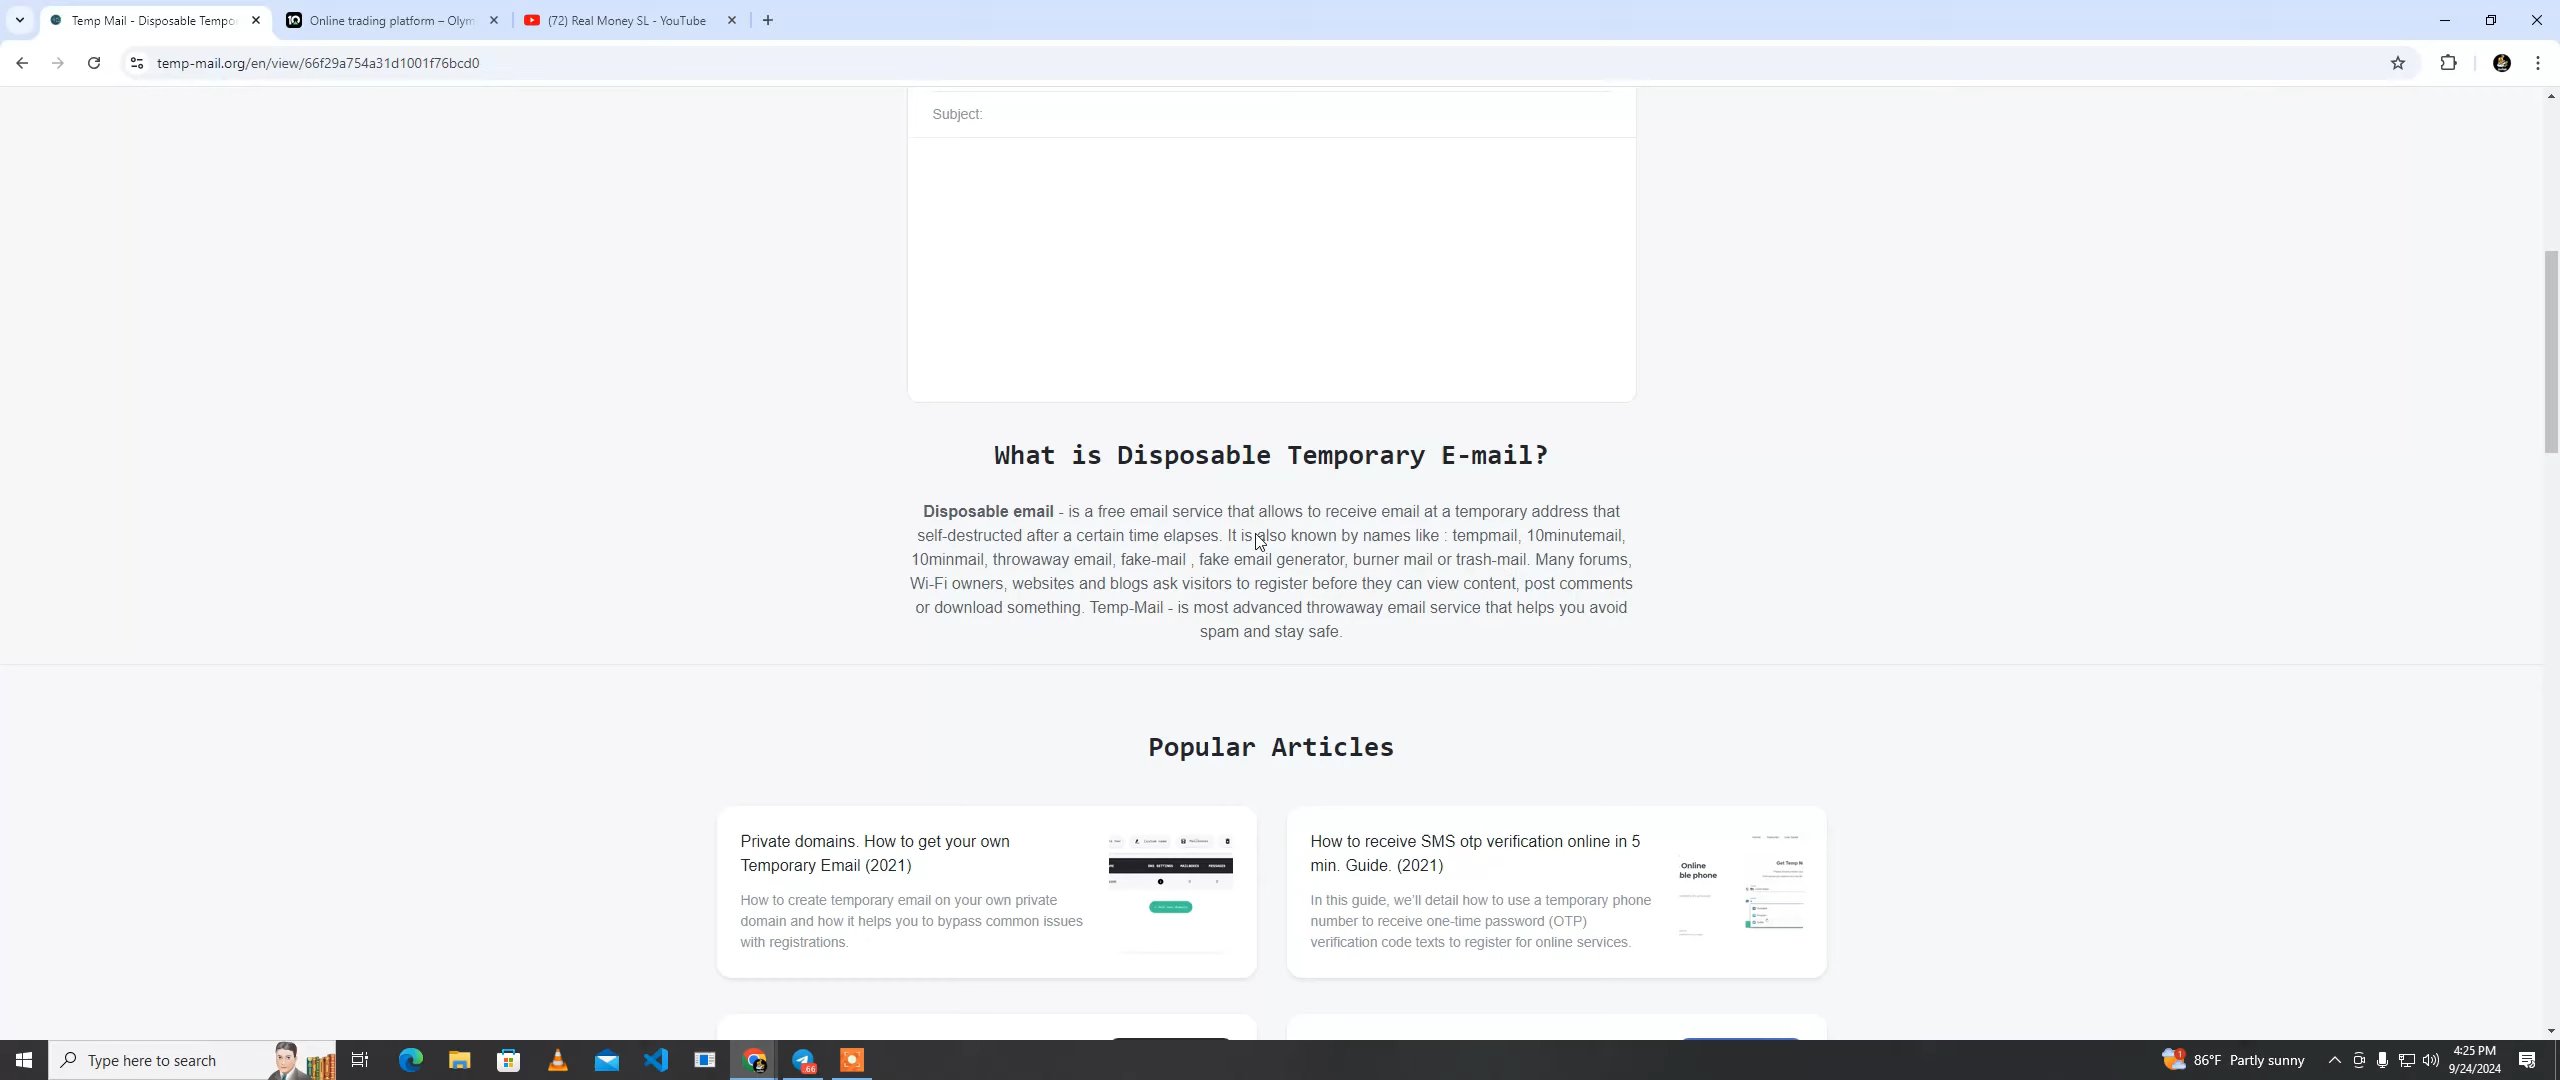 Temp Mail - Disposable Tempo
Online trading platform – Olym
(72) Real Money SL - YouTube
temp-mail.org/en/view/66f29a754a31d1001f76bcd0
Subject:
What is Disposable Temporary E-mail?
Disposable email - is a free email service that allows to receive email at a temporary address that
self-destructed after a certain time elapses. It is also known by names like : tempmail, 10minutemail,
10minmail, throwaway email, fake-mail , fake email generator, burner mail or trash-mail. Many forums,
Wi-Fi owners, websites and blogs ask visitors to register before they can view content, post comments
or download something. Temp-Mail - is most advanced throwaway email service that helps you avoid
spam and stay safe.
Popular Articles
Private domains. How to get your own
Temporary Email (2021)
How to create temporary email on your own private
domain and how it helps you to bypass common issues
with registrations.
How to receive SMS otp verification online in 5
min. Guide. (2021)
In this guide, we'll detail how to use a temporary phone
number to receive one-time password (OTP)
verification code texts to register for online services.
Online
ble phone
Get Temp N
Type here to search
.66
1
86°F Partly sunny
4:25 PM
9/24/2024